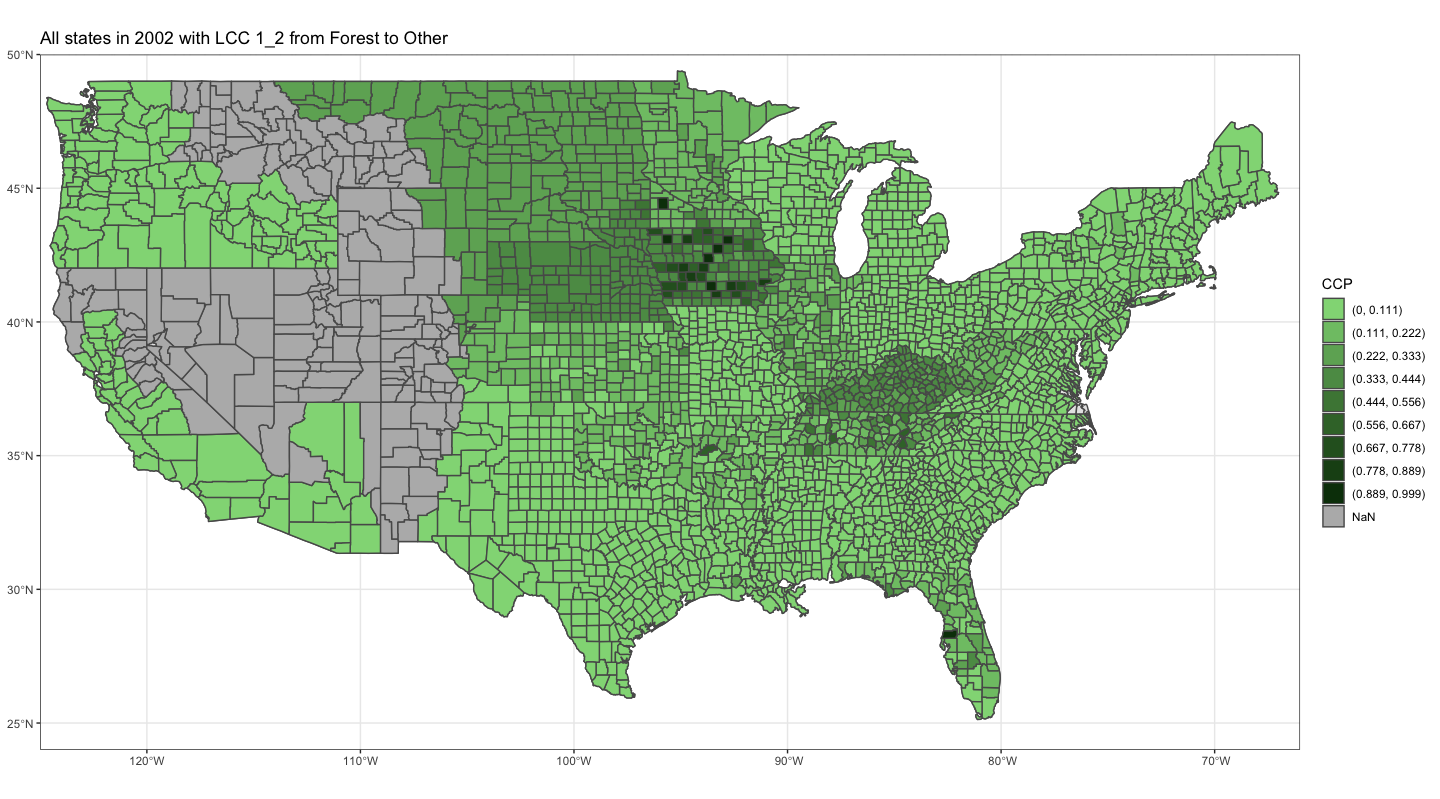 All states in 2002 with LCC 1_2 from Forest to Other
50°N
45°N
40°N
35°N
30°N
25°N
120°W
110°W
100°W
90°W
80°W
70°W
CCP
(0, 0.111)
(0.111, 0.222)
(0.222, 0.333)
(0.333, 0.444)
(0.444, 0.556)
(0.556, 0.667)
(0.667, 0.778)
(0.778, 0.889)
(0.889, 0.999)
NaN